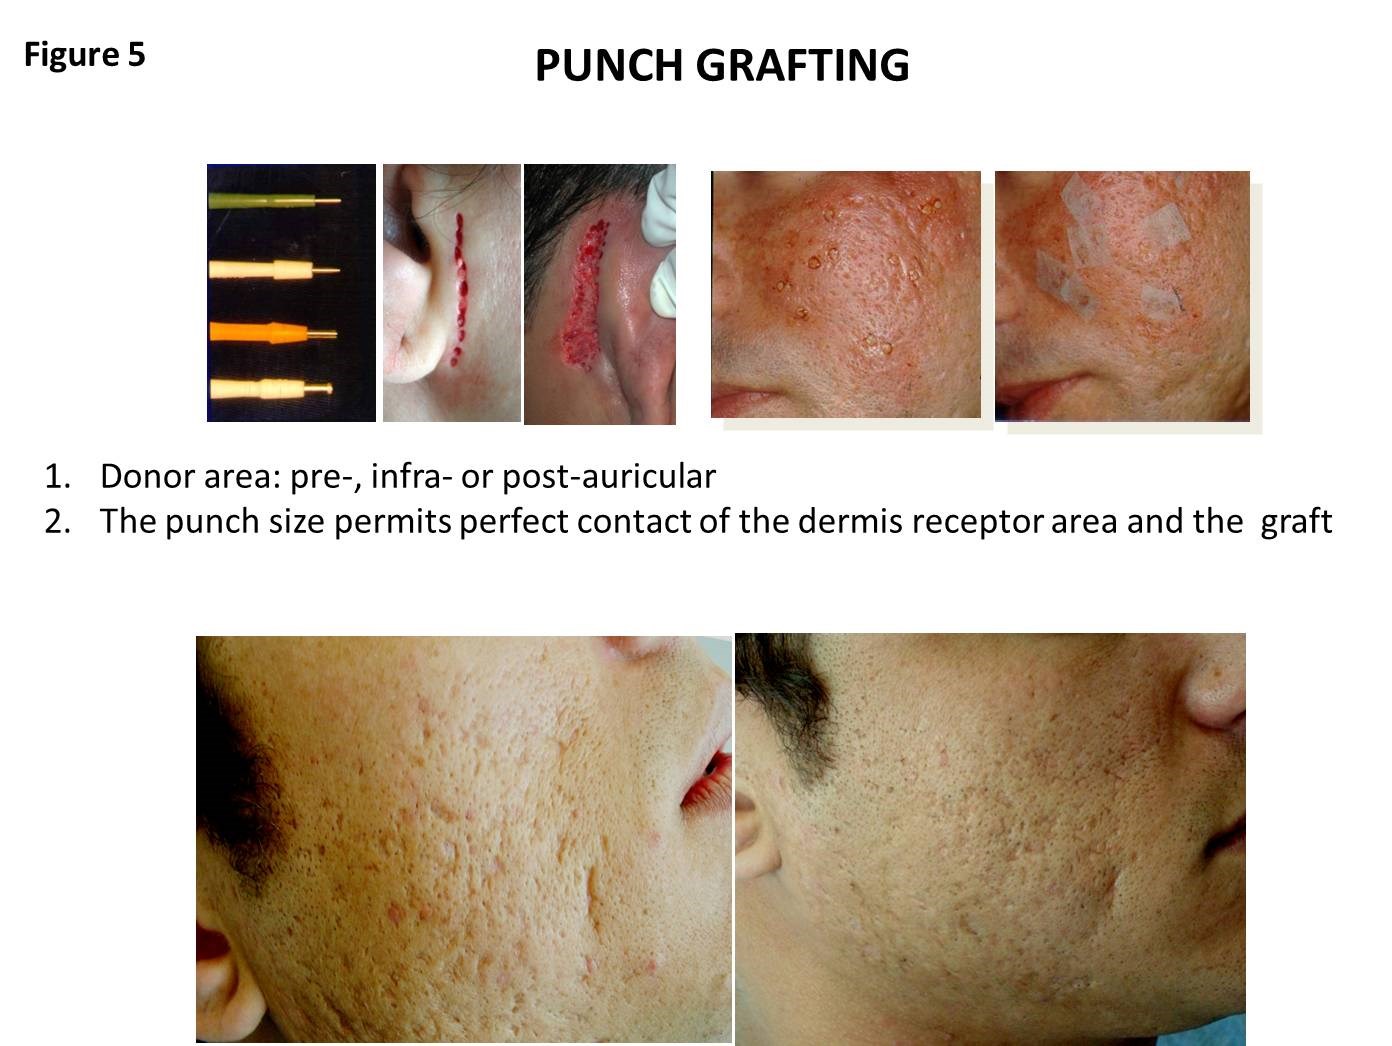 Figure 5
PUNCH GRAFTING
1. Donor area: pre-, infra- or post-auricular
2. The punch size permits perfect contact of the dermis receptor area and the graft